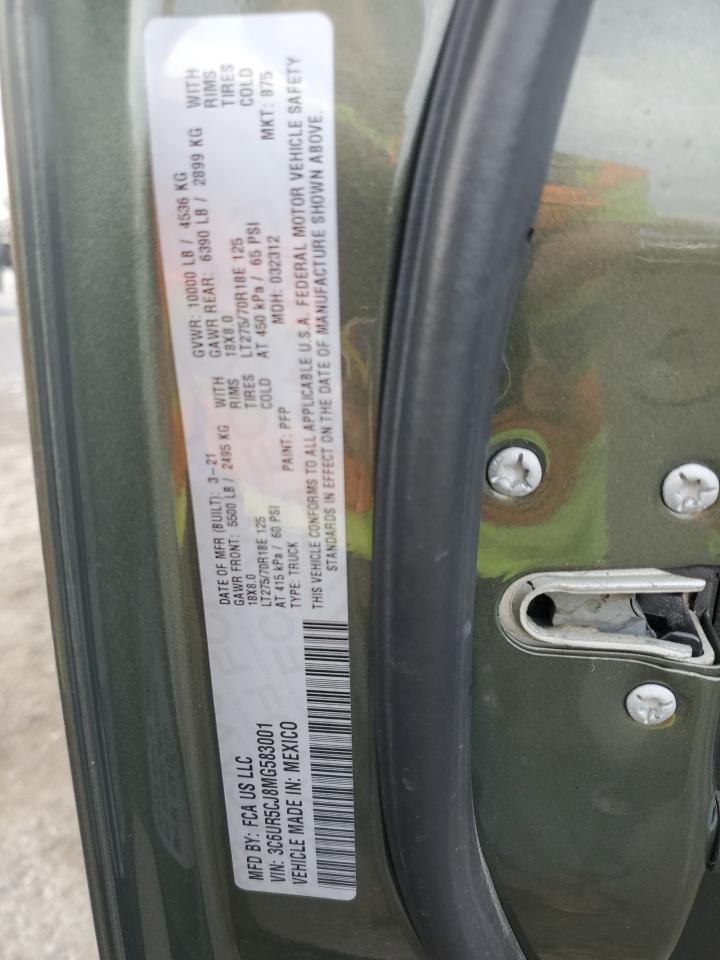 MFD BY: FCA US LLC
DATE OF MFR (BUILT): 3-21
GVWR: 10000 LB / 4536 KG
GAWR FRONT: 5500 LB / 2495 KG WITH
GAWR REAR: 6390 LB / 2899 KG WITH
18X8.0 RIMS
18X8.0 RIMS
LT275/70R18E 125 TIRES
LT275/70R18E 125 TIRES
AT 415 kPa / 60 PSI COLD
AT 450 kPa / 65 PSI COLD
VIN: 3C6UR5CJ8MG583001
TYPE: TRUCK PAINT: PFP MDH: 032312 MKT: 875
VEHICLE MADE IN: MEXICO
THIS VEHICLE CONFORMS TO ALL APPLICABLE U.S.A. FEDERAL MOTOR VEHICLE SAFETY
STANDARDS IN EFFECT ON THE DATE OF MANUFACTURE SHOWN ABOVE.